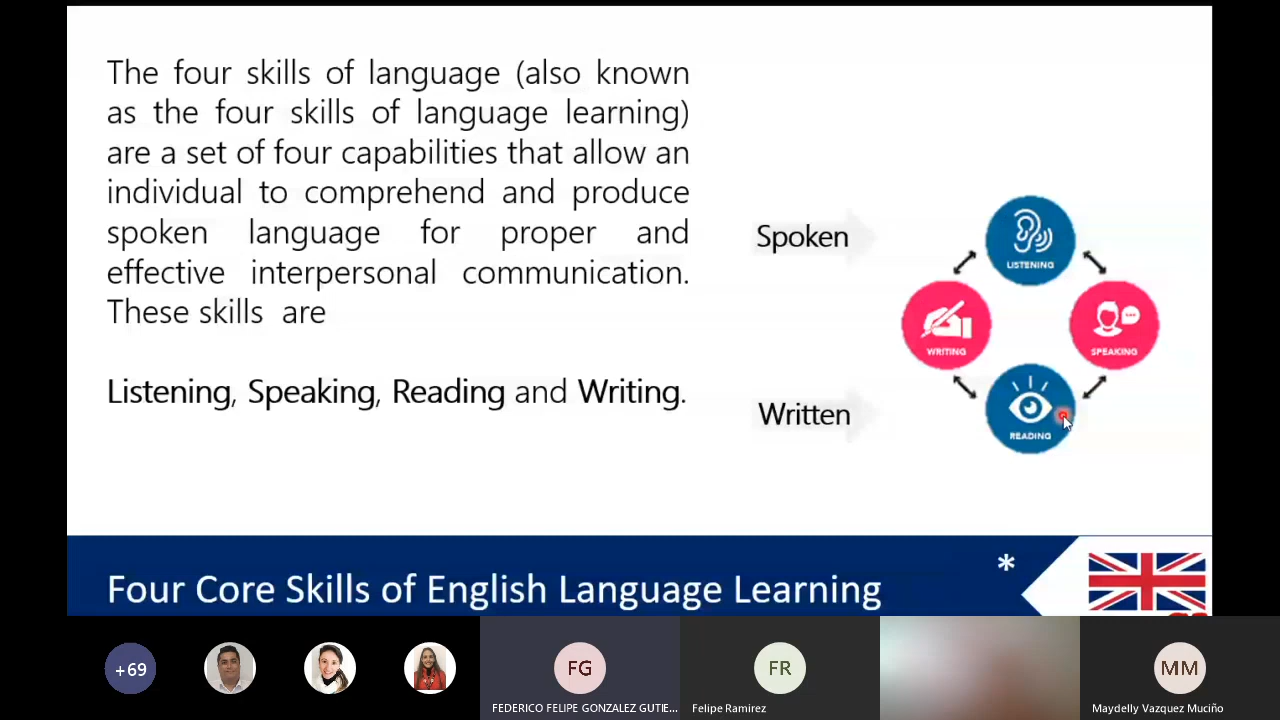 The four skills of language (also known
as the four skills of language learning)
are a set of four capabilities that allow an
individual to comprehend and produce
spoken language for proper and
effective interpersonal communication.
These skills are
Listening, Speaking, Reading and Writing.
Spoken
Written
LISTENING
WRITING
SPEAKING
READING
Four Core Skills of English Language Learning
*
+69
FG
FEDERICO FELIPE GONZALEZ GUTIE...
FR
Felipe Ramirez
MM
Maydelly Vazquez Muciño